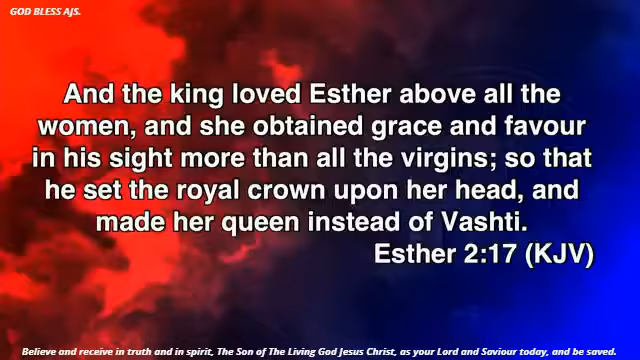 GOD BLESS AJS.
And the king loved Esther above all the
women, and she obtained grace and favour
in his sight more than all the virgins; so that
he set the royal crown upon her head, and
made her queen instead of Vashti.
Esther 2:17 (KJV)
Believe and receive in truth and in spirit, The Son of The Living God Jesus Christ, as your Lord and Saviour today, and be saved.